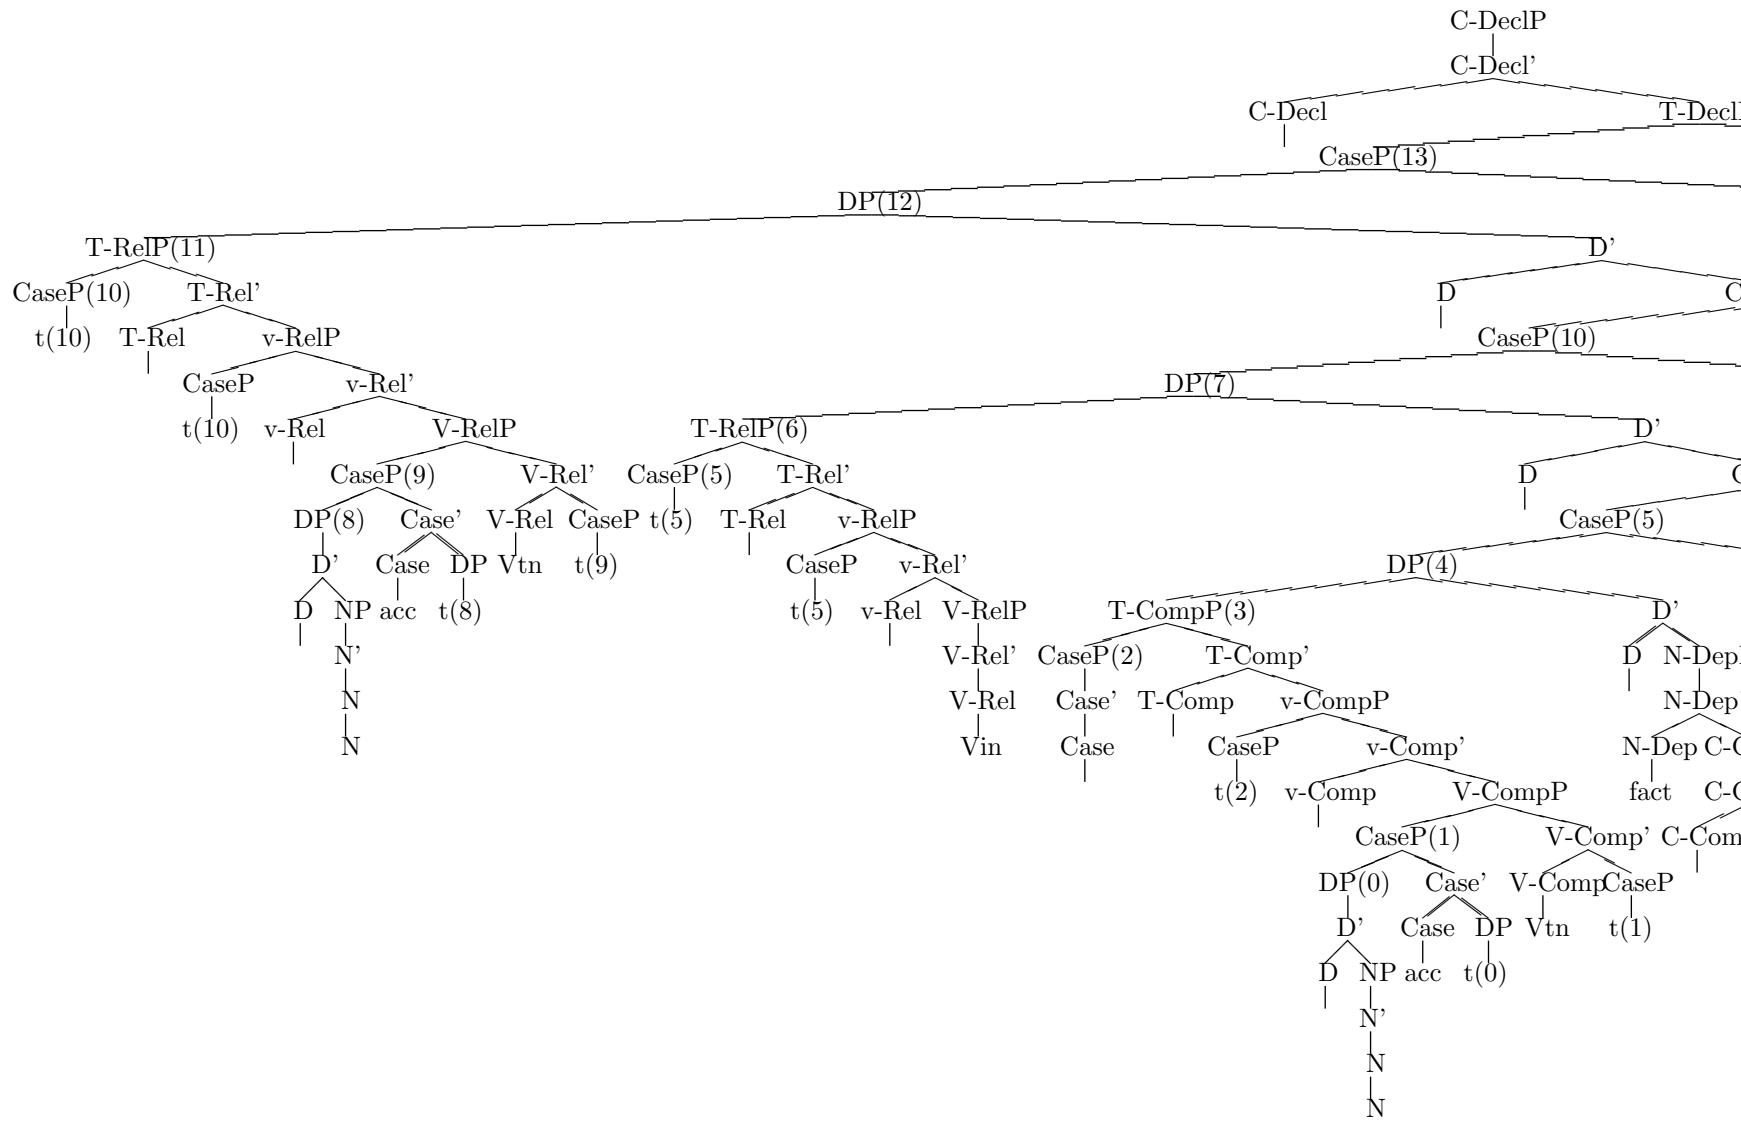 C-DeclP
C-Decl'
C-Decl T-Decl
CaseP(13)
DP(12)
T-RelP(11) D'
CaseP(10) T-Rel' D C
t(10) T-Rel v-RelP CaseP(10)
CaseP v-Rel' DP(7)
t(10) v-Rel V-RelP T-RelP(6) D'
CaseP(9) V-Rel' CaseP(5) T-Rel' D C
DP(8) Case' V-Rel CaseP t(5) T-Rel v-RelP CaseP(5)
D' Case DP Vtn t(9) CaseP v-Rel' DP(4)
D NP acc t(8) t(5) v-Rel V-RelP T-CompP(3) D'
N' V-Rel' CaseP(2) T-Comp' D N-Dep
N V-Rel Case' T-Comp v-CompP N-Dep
N Vin Case CaseP v-Comp' N-Dep C-C
t(2) v-Comp V-CompP fact C-C
CaseP(1) V-Comp' C-Com
DP(0) Case' V-Comp CaseP
D' Case DP Vtn t(1)
D NP acc t(0)
N'
N
N